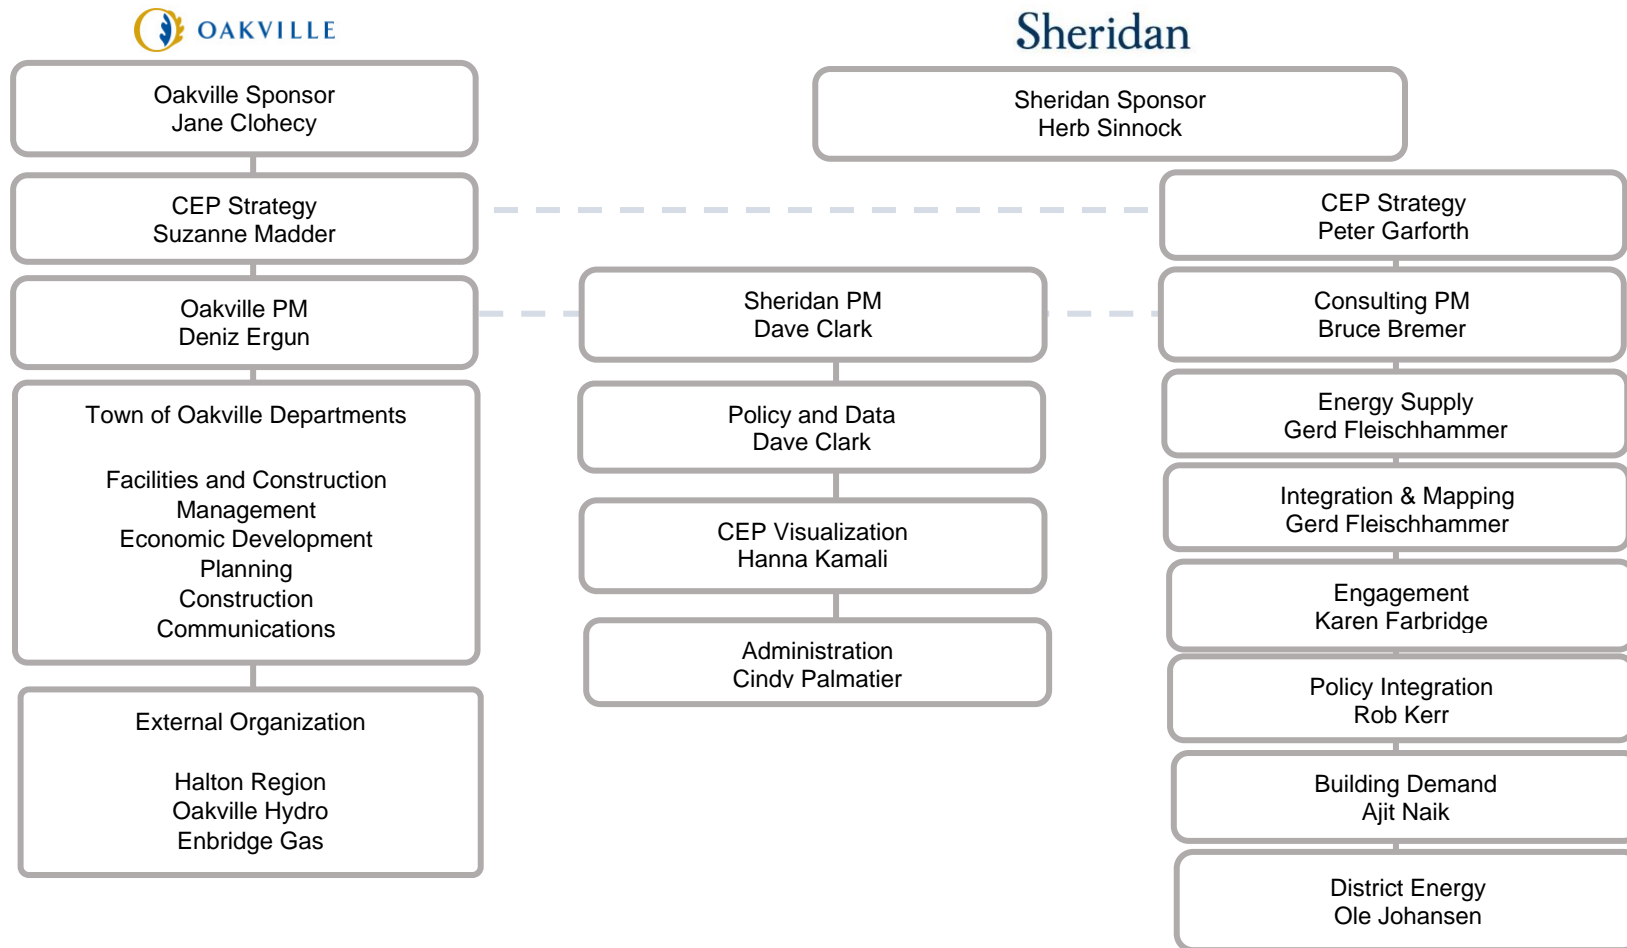 OAKVILLE
Oakville Sponsor
Jane Clohecy
CEP Strategy
Suzanne Madder
Oakville PM
Deniz Ergun
Town of Oakville Departments
Facilities and Construction
Management
Economic Development
Planning
Construction
Communications
External Organization
Halton Region
Oakville Hydro
Enbridge Gas
Sheridan
Sheridan Sponsor
Herb Sinnock
Sheridan PM
Dave Clark
Policy and Data
Dave Clark
CEP Visualization
Hanna Kamali
Administration
Cindy Palmatier
CEP Strategy
Peter Garforth
Consulting PM
Bruce Bremer
Energy Supply
Gerd Fleischhammer
Integration & Mapping
Gerd Fleischhammer
Engagement
Karen Farbridge
Policy Integration
Rob Kerr
Building Demand
Ajit Naik
District Energy
Ole Johansen